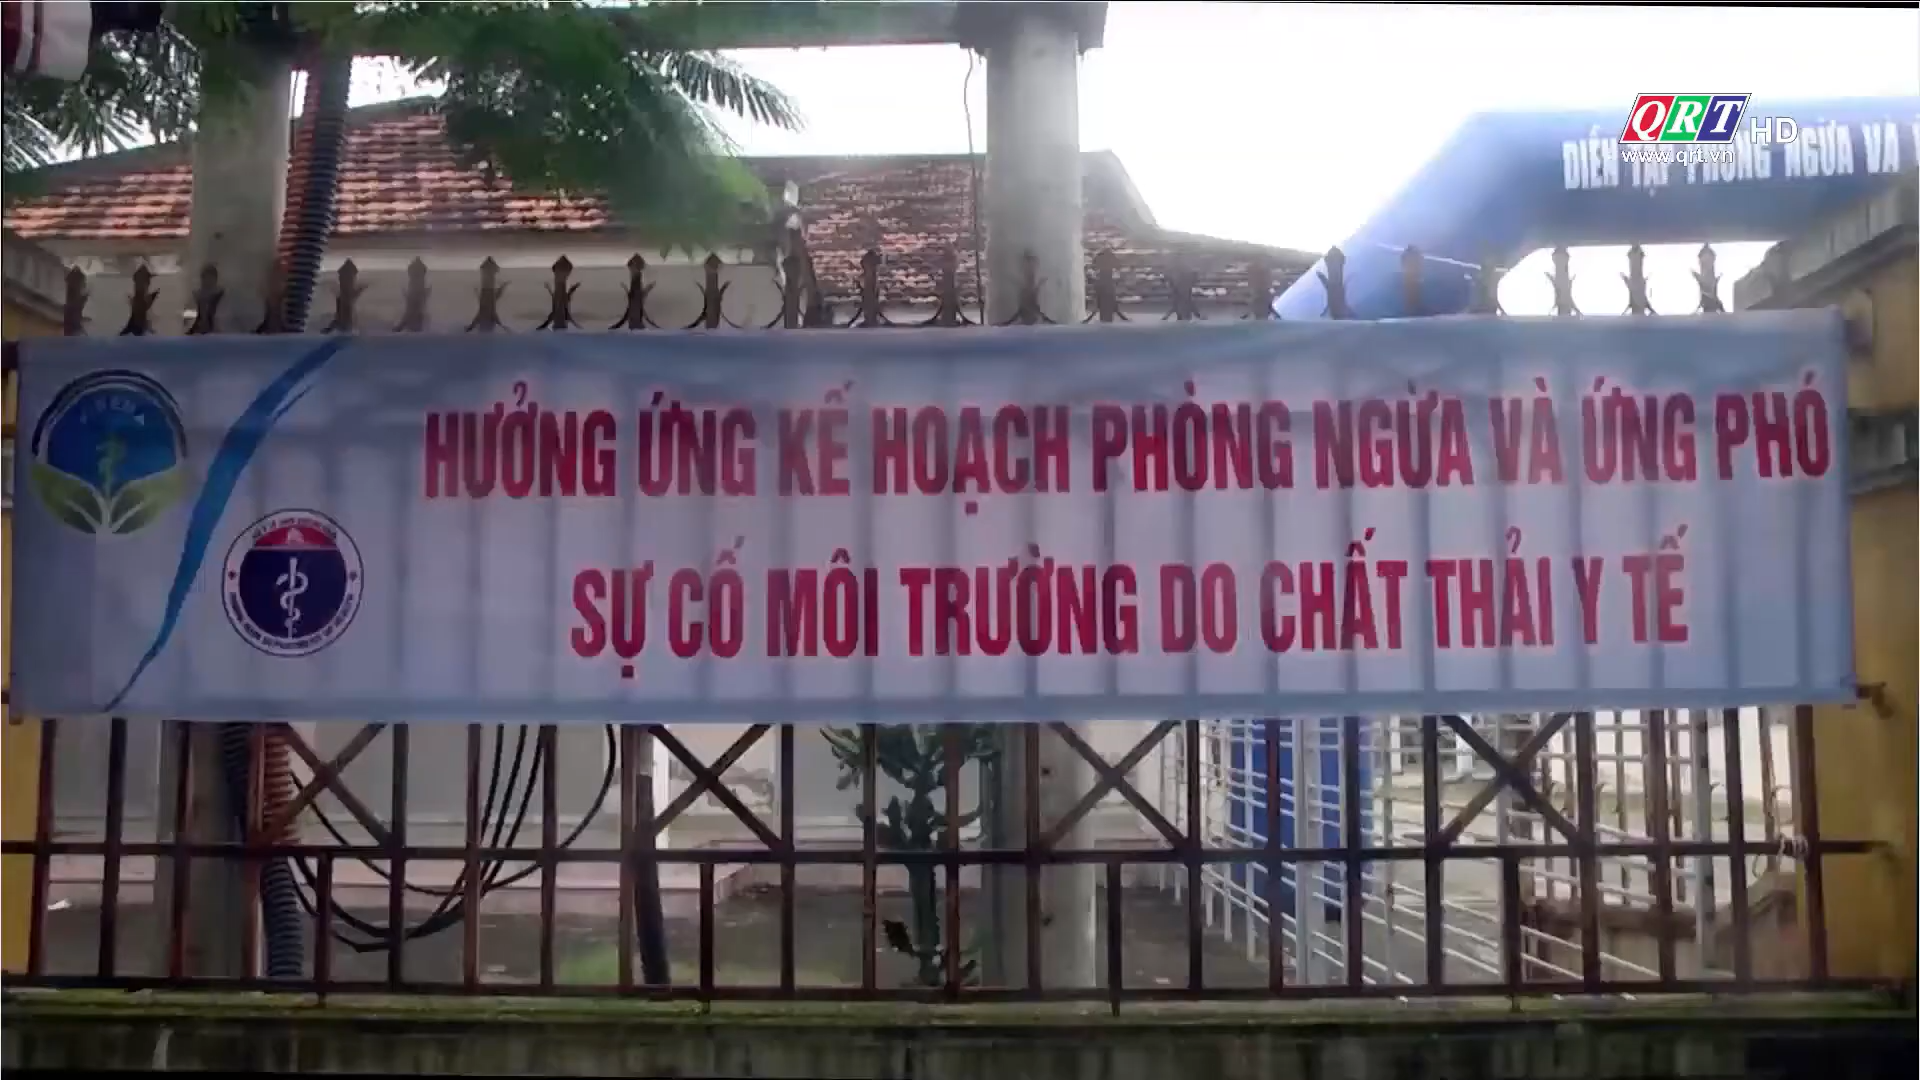 QRT HD
www.qrt.vn
DIỄN TẬP PHÒNG NGỪA VÀ
HƯỞNG ỨNG KẾ HOẠCH PHÒNG NGỪA VÀ ỨNG PHÓ
SỰ CỐ MÔI TRƯỜNG DO CHẤT THẢI Y TẾ